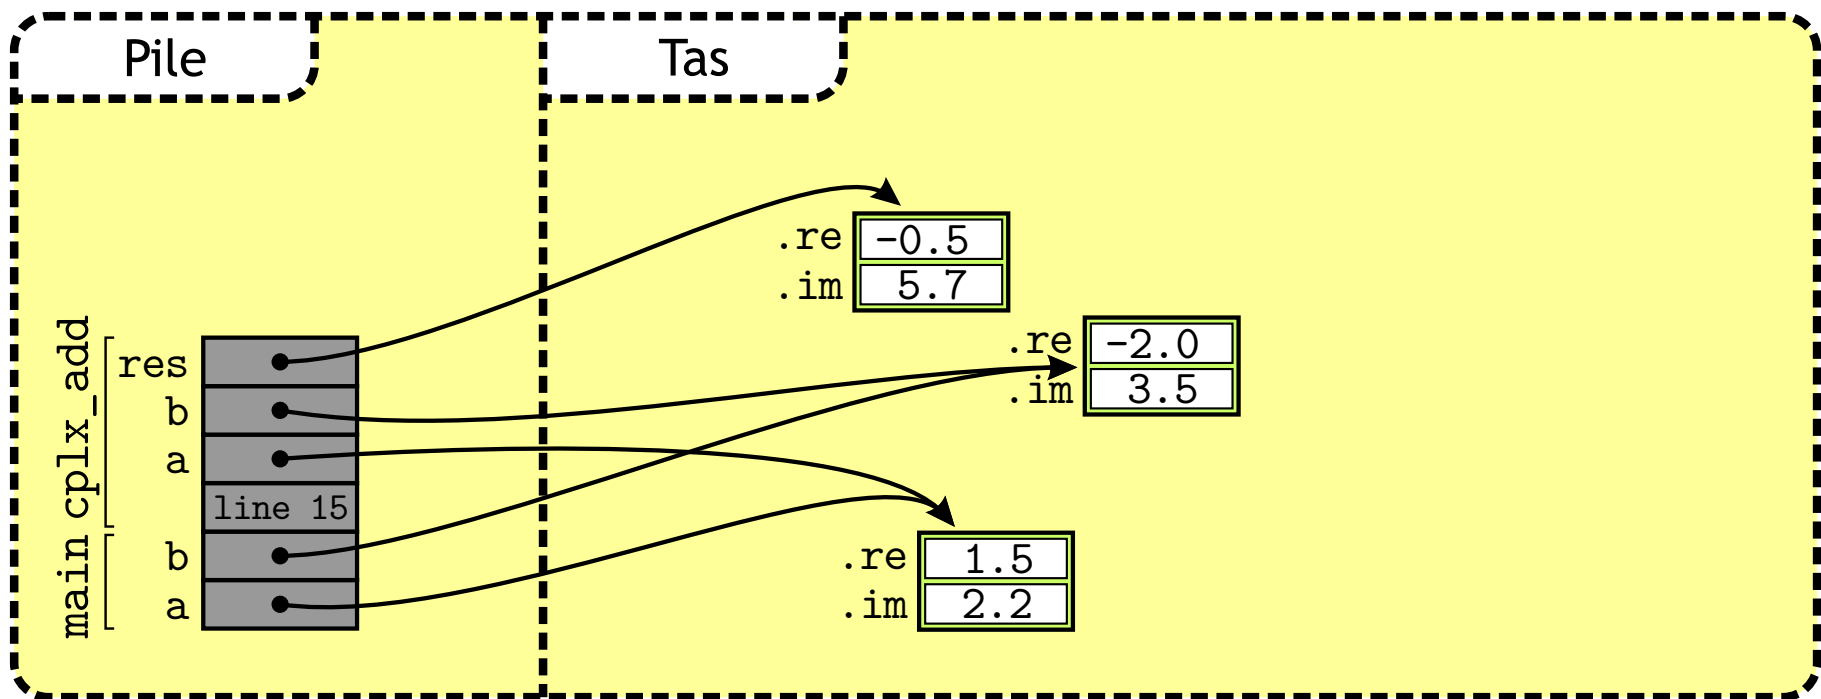 Pile
Tas
.re -0.5
.im 5.7
.re -2.0
.im 3.5
.re 1.5
.im 2.2
cplx_add
res
b
a
line 15
main
b
a